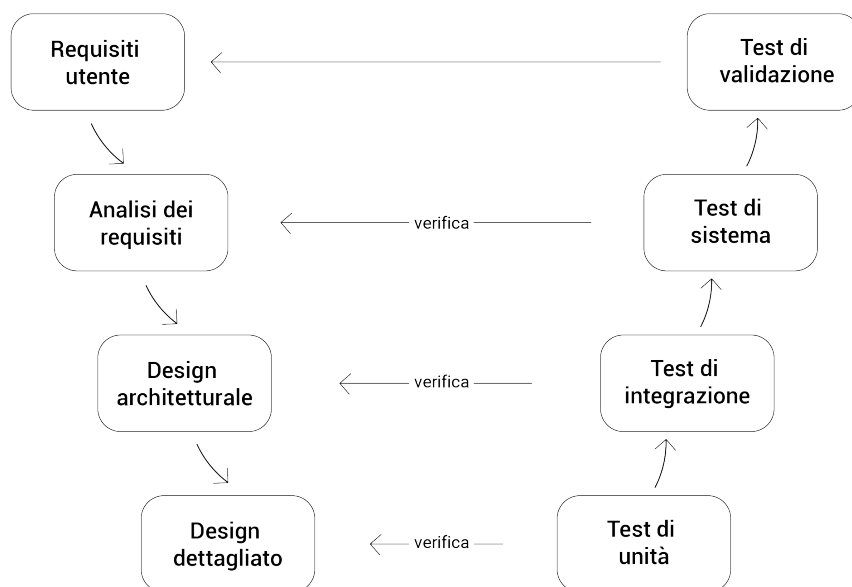 Requisiti
utente
Test di
validazione
Analisi dei
requisiti
verifica
Test di
sistema
Design
architetturale
verifica
Test di
integrazione
Design
dettagliato
verifica
Test di
unità